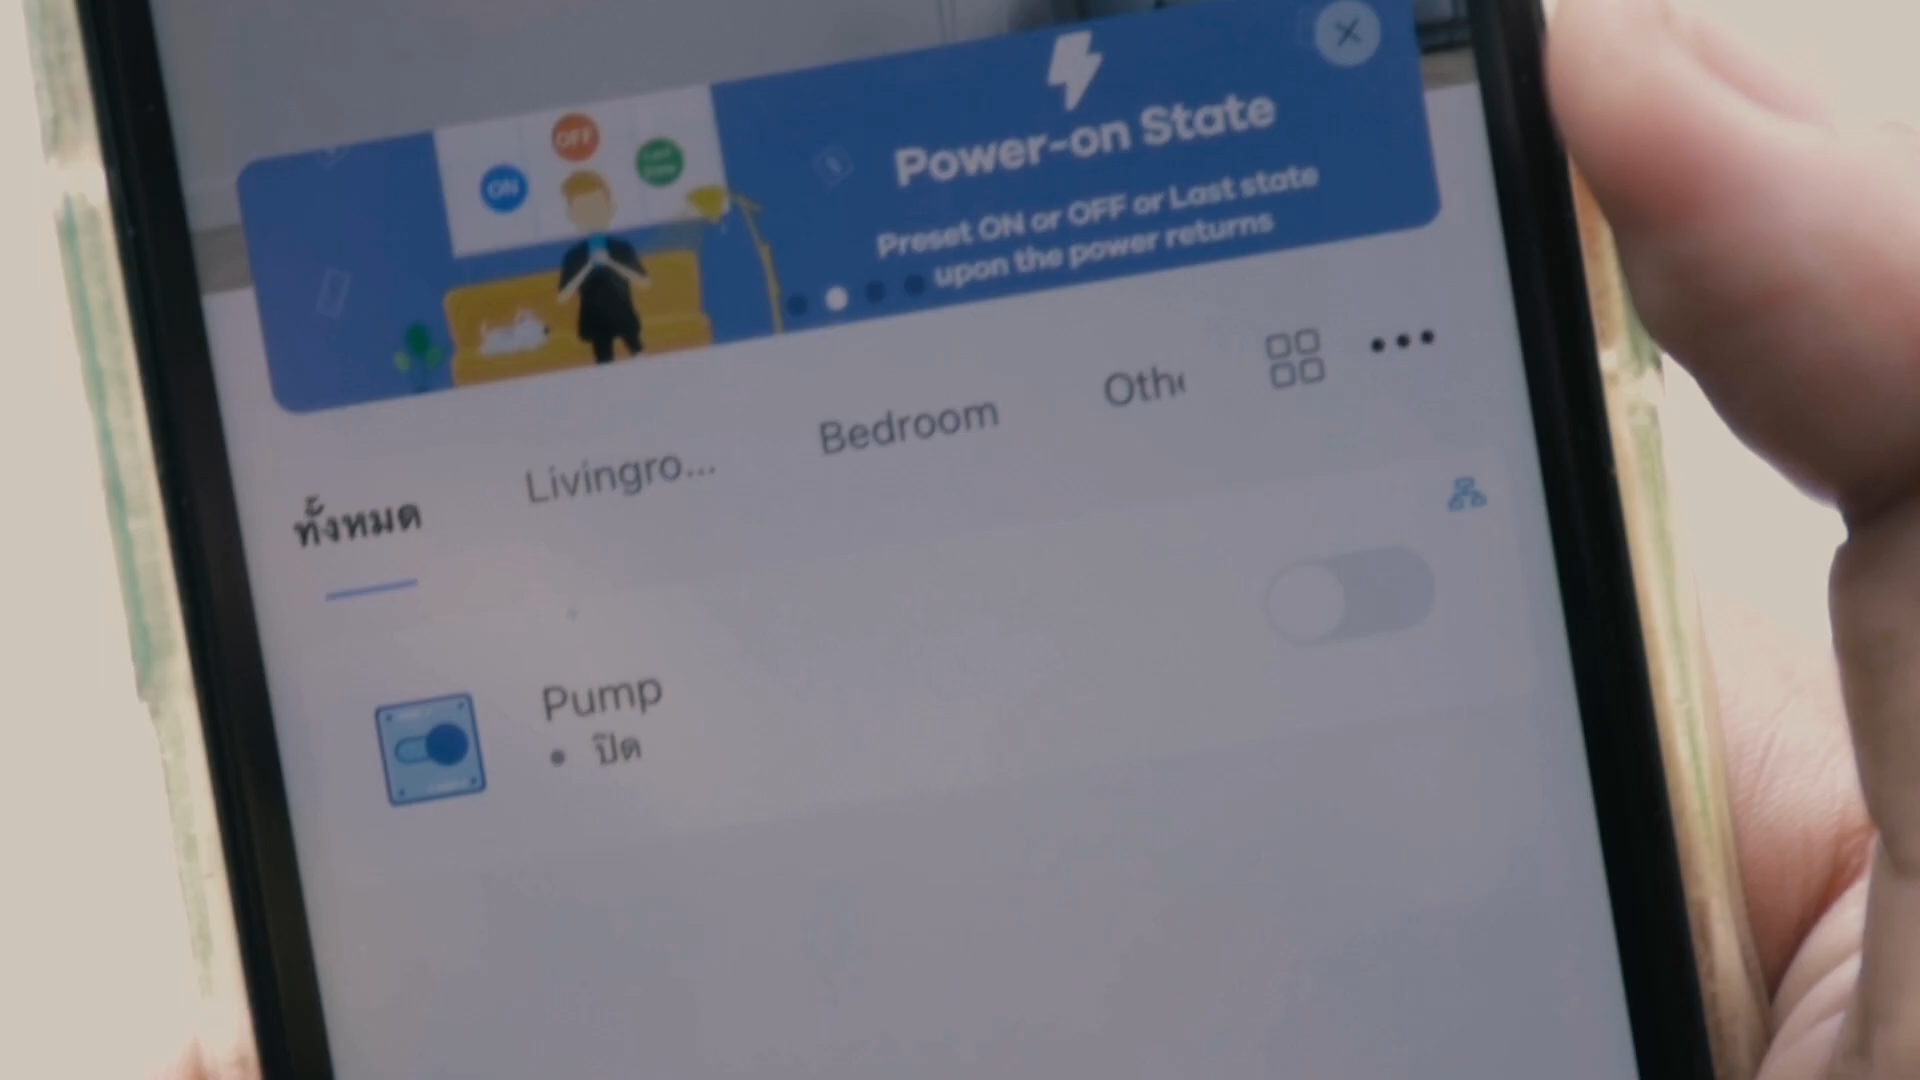 OFF
ON
Power-on State
Preset ON or OFF or Last state
upon the power returns
ทั้งหมด
Livingro...
Bedroom
Oth
Pump
• ปิด